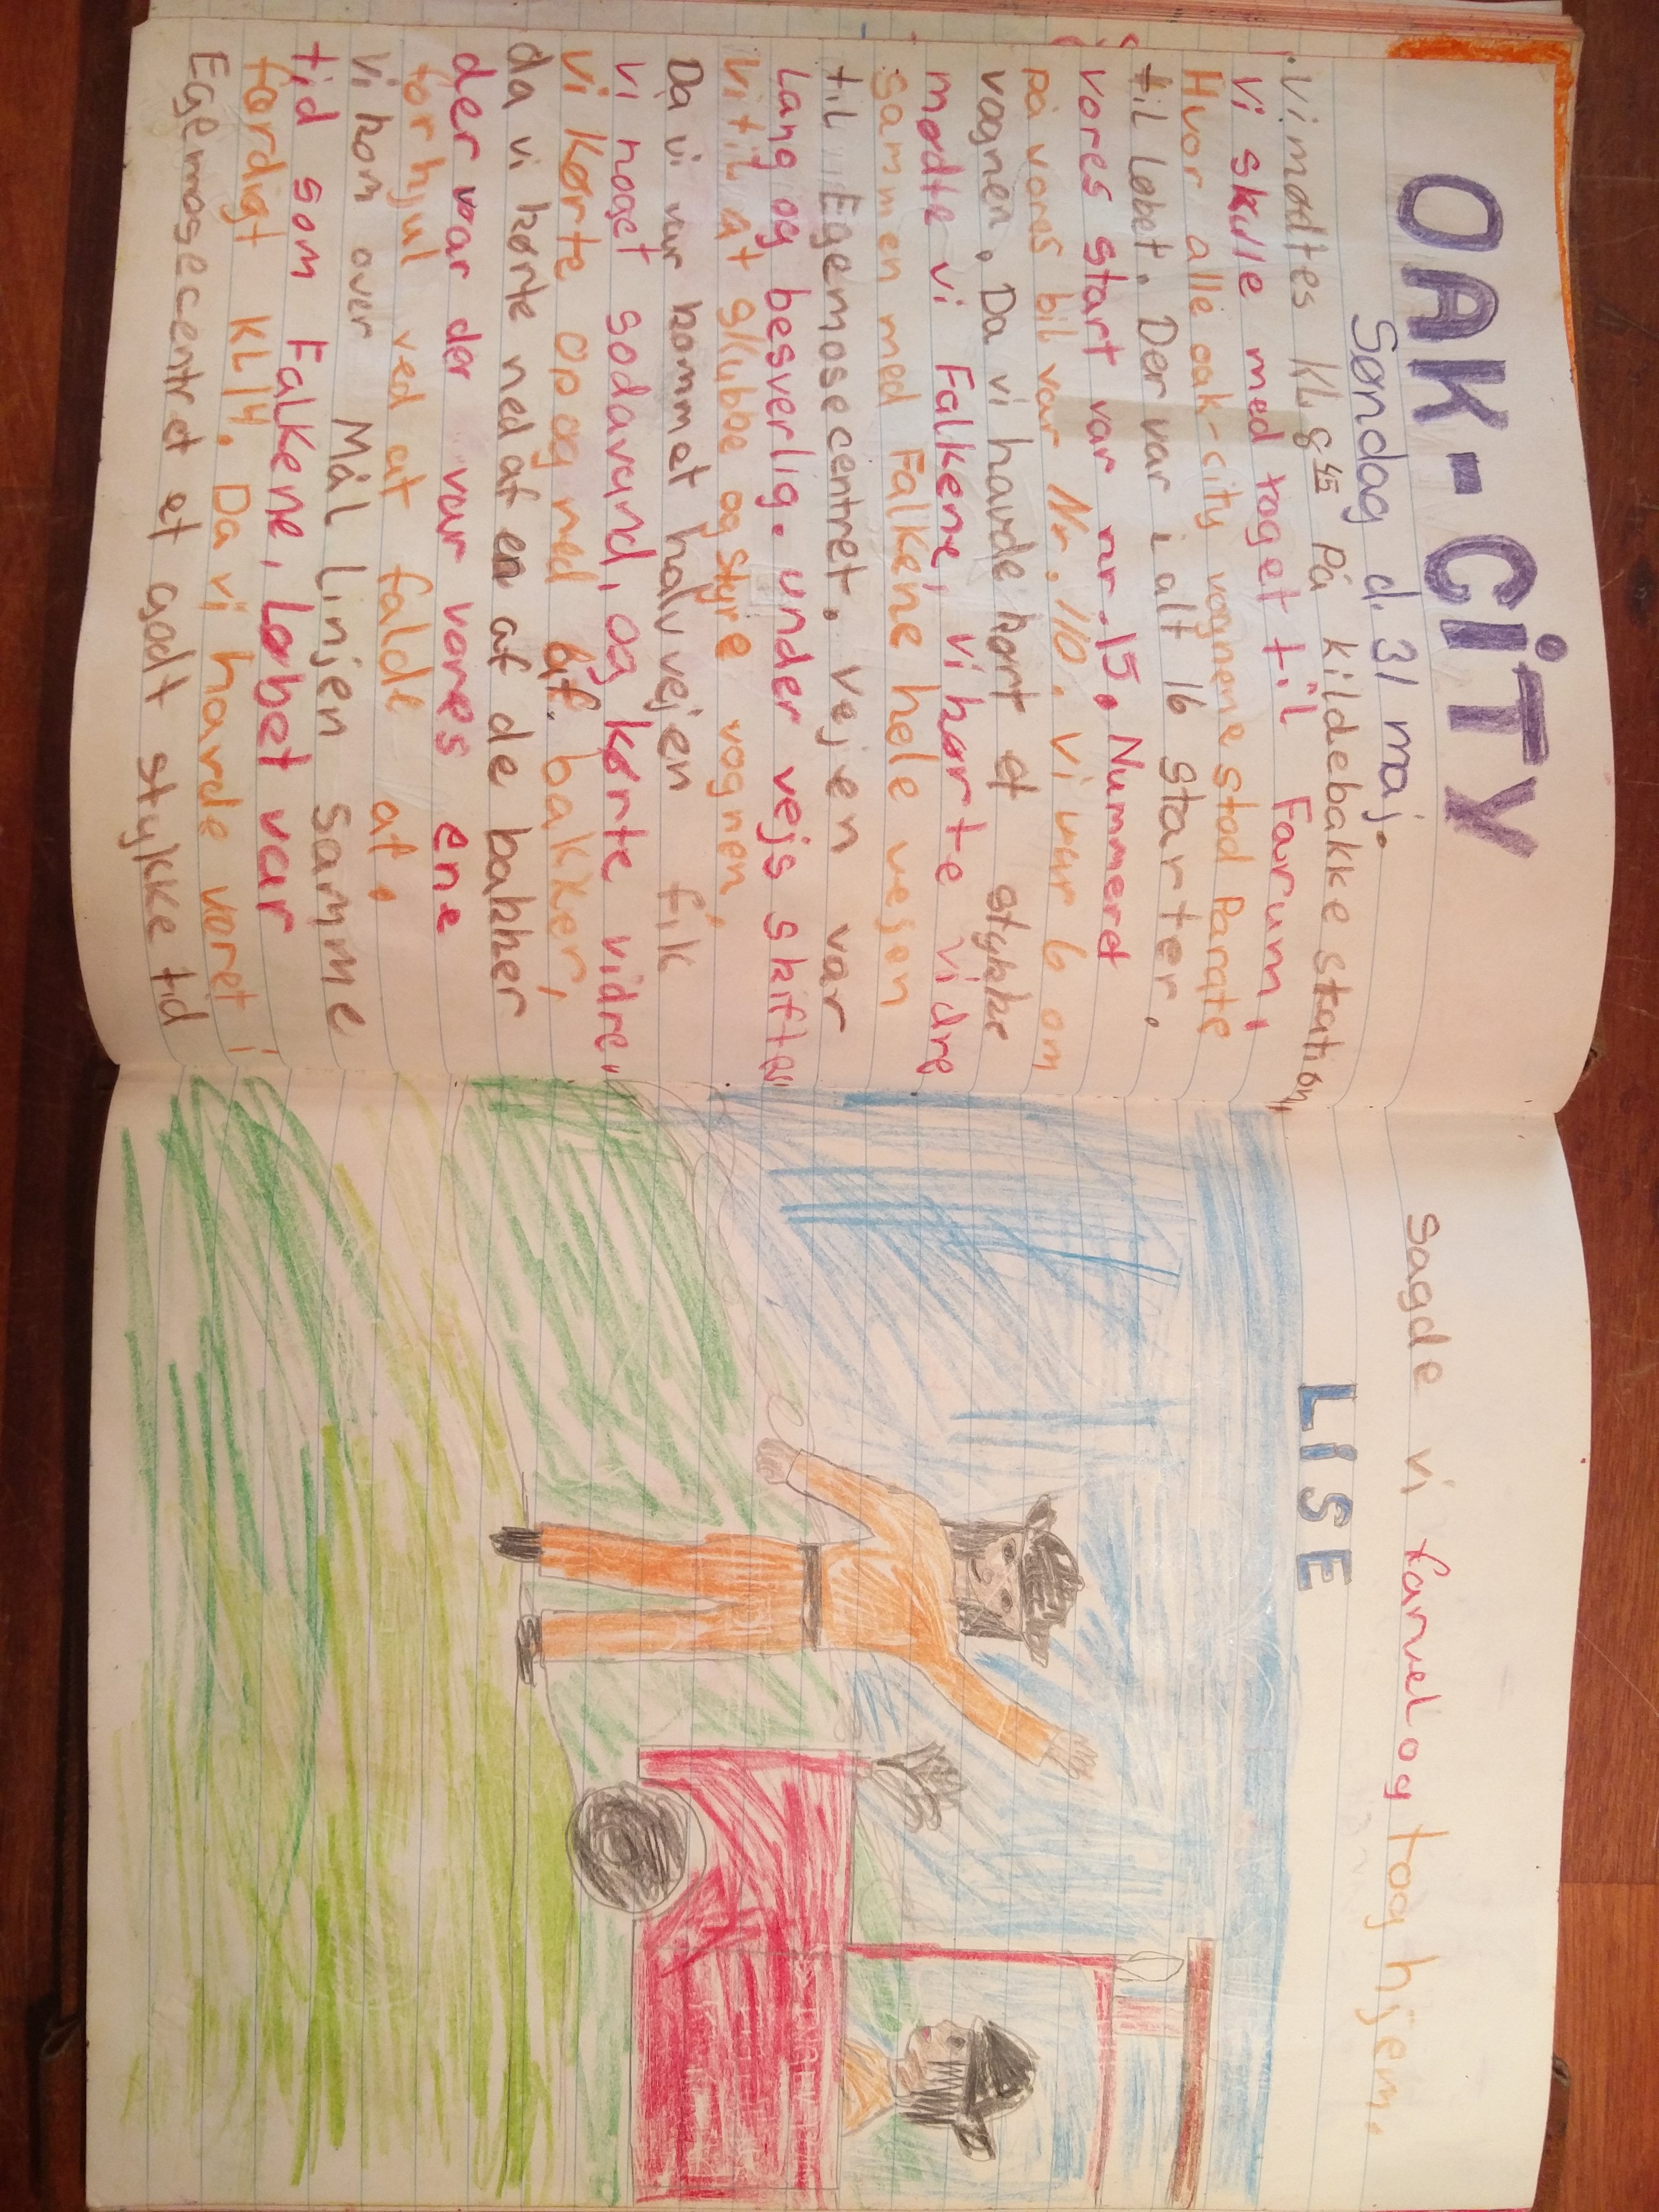 OAK-CITY
Søndag d. 31 maj.
Vi mødtes KL 8 45 På kildebakke station,
Vi skulle med toget til Farum,
Hvor alle oak-city vognene stod Parate
til Løbet. Der var i alt 16 starter.
vores start var nr. 15. Nummeret
på vores bil var Nr. 110. Vi var 6 om
vognen. Da vi havde kørt et stykke
mødte vi Falkene, vi kørte vidre
sammen med Falkene hele vejen
til Egemosecentret. vejen var
Lang og besverlig. under vejs skiftes
vi til at skubbe og styre vognen.
Da vi var kommet halvvejen fik
vi noget sodavand, og kørte vidre,
Vi kørte op og ned af bakker,
da vi kørte ned af en af de bakker
der var der var vores ene
forhjul ved at falde af.
Vi kom over Mål Linjen samme
tid som Falkene, Løbet var
færdigt KL 14. Da vi havde været i
Egemosecentret et godt stykke tid
sagde vi farvel og tog hjem.
LISE